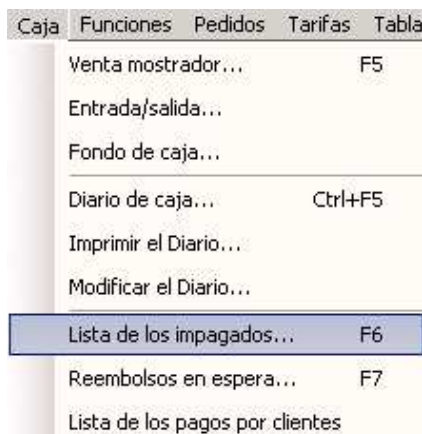 Caja Funciones Pedidos Tarifas Tabla
Venta mostrador... F5
Entrada/salida...
Fondo de caja...
Diario de caja... Ctrl+F5
Imprimir el Diario...
Modificar el Diario...
Lista de los impagados... F6
Reembolsos en espera... F7
Lista de los pagos por clientes